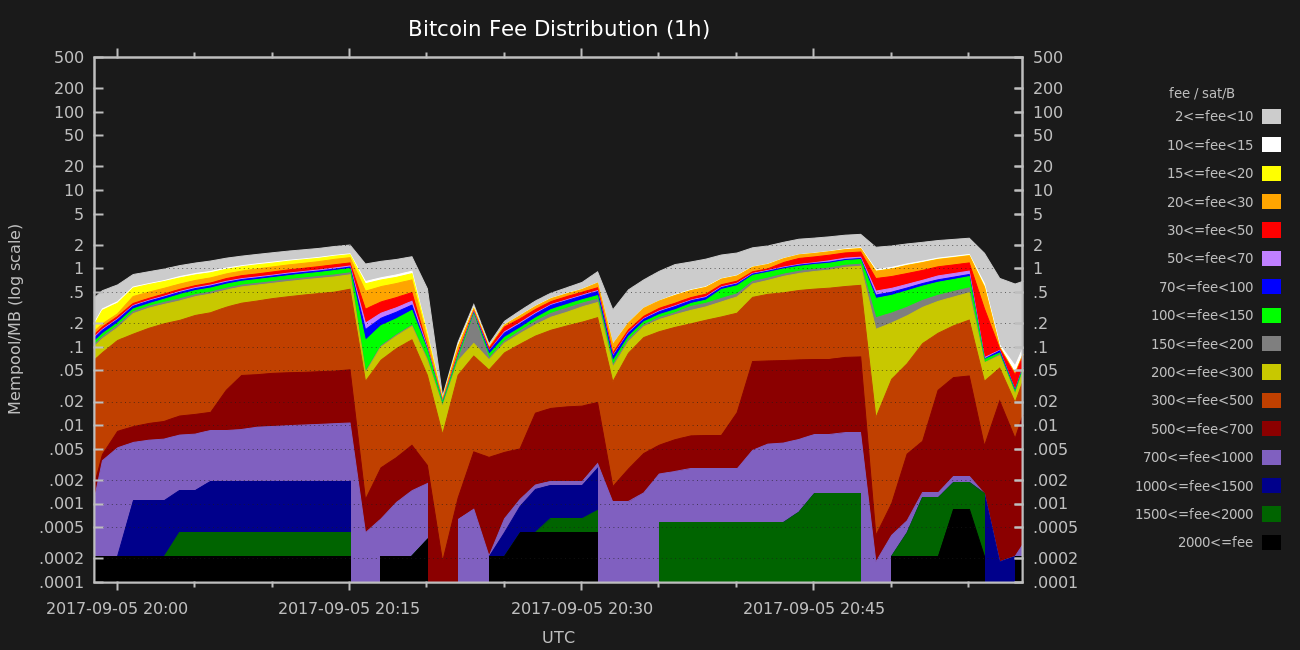 Bitcoin Fee Distribution (1h)
500 500
200 200
100 100
50 50
20 20
10 10
5 5
2 2
1 1
.5 .5
.2 .2
.1 .1
.05 .05
.02 .02
.01 .01
.005 .005
.002 .002
.001 .001
.0005 .0005
.0002 .0002
.0001 .0001
Mempool/MB (log scale)
2017-09-05 20:00 2017-09-05 20:15 2017-09-05 20:30 2017-09-05 20:45
UTC
fee / sat/B
2<=fee<10
10<=fee<15
15<=fee<20
20<=fee<30
30<=fee<50
50<=fee<70
70<=fee<100
100<=fee<150
150<=fee<200
200<=fee<300
300<=fee<500
500<=fee<700
700<=fee<1000
1000<=fee<1500
1500<=fee<2000
2000<=fee